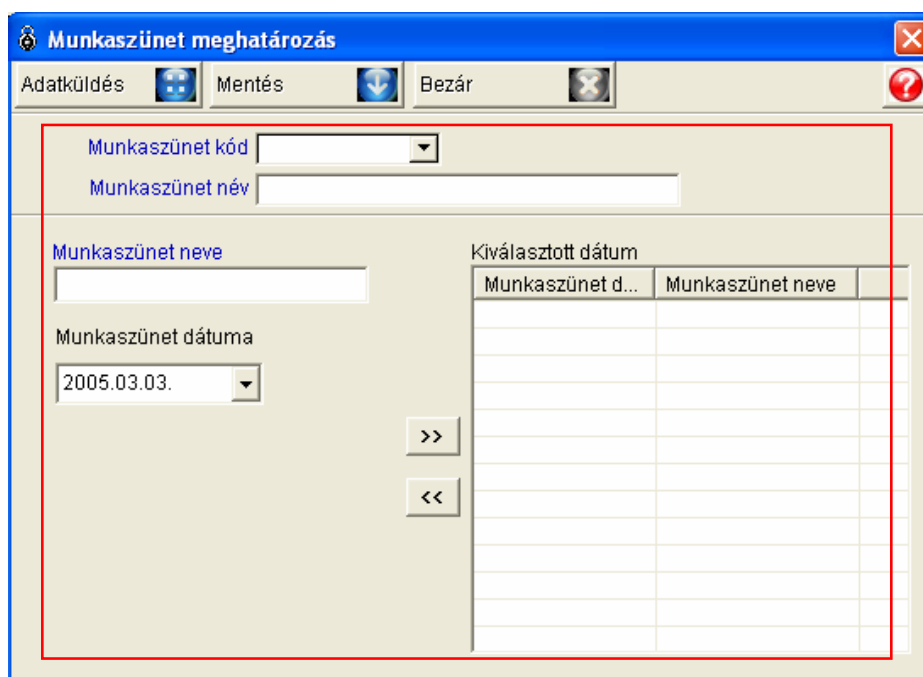 Munkaszünet meghatározás
Adatküldés Mentés Bezár
Munkaszünet kód
Munkaszünet név
Munkaszünet neve
Munkaszünet dátuma
2005.03.03.
>>
<<
Kiválasztott dátum
Munkaszünet d... Munkaszünet neve